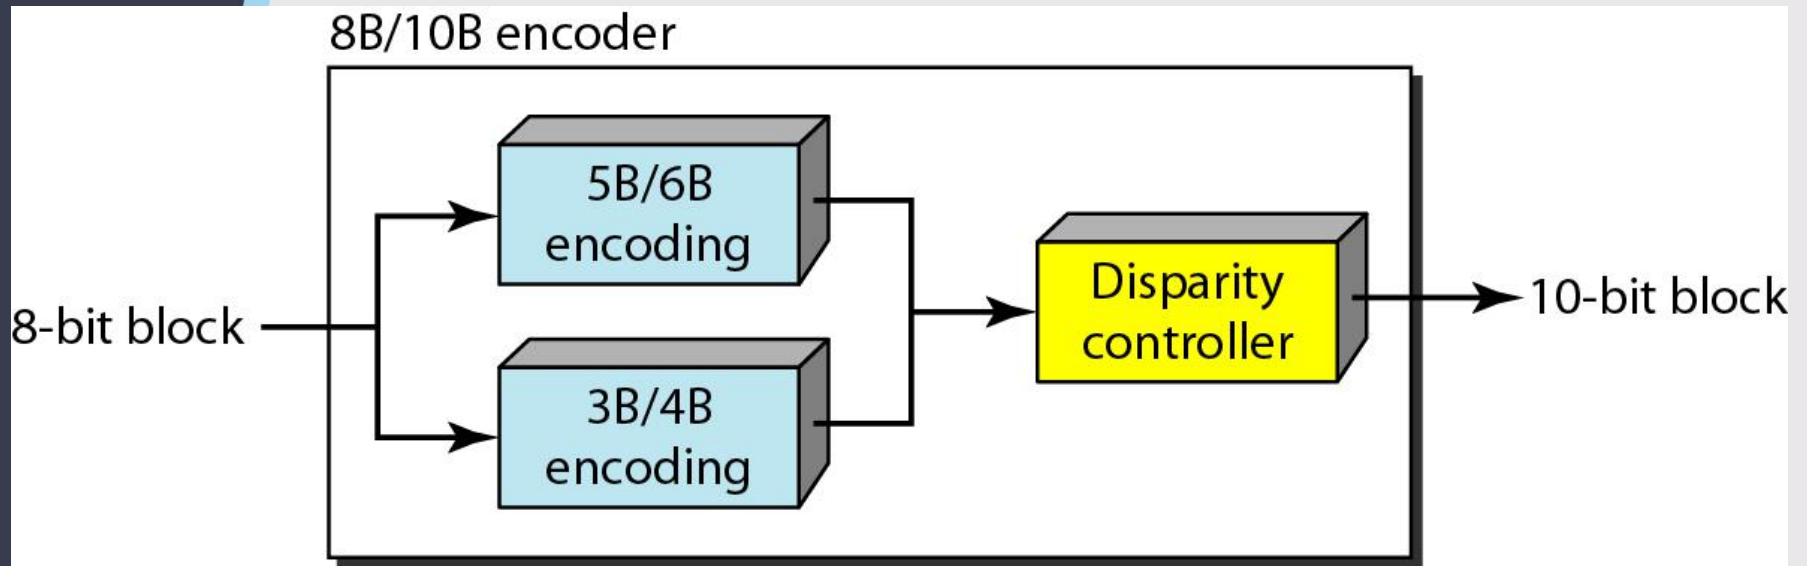 8B/10B encoder
5B/6B
encoding
8-bit block
3B/4B
encoding
Disparity
controller
10-bit block